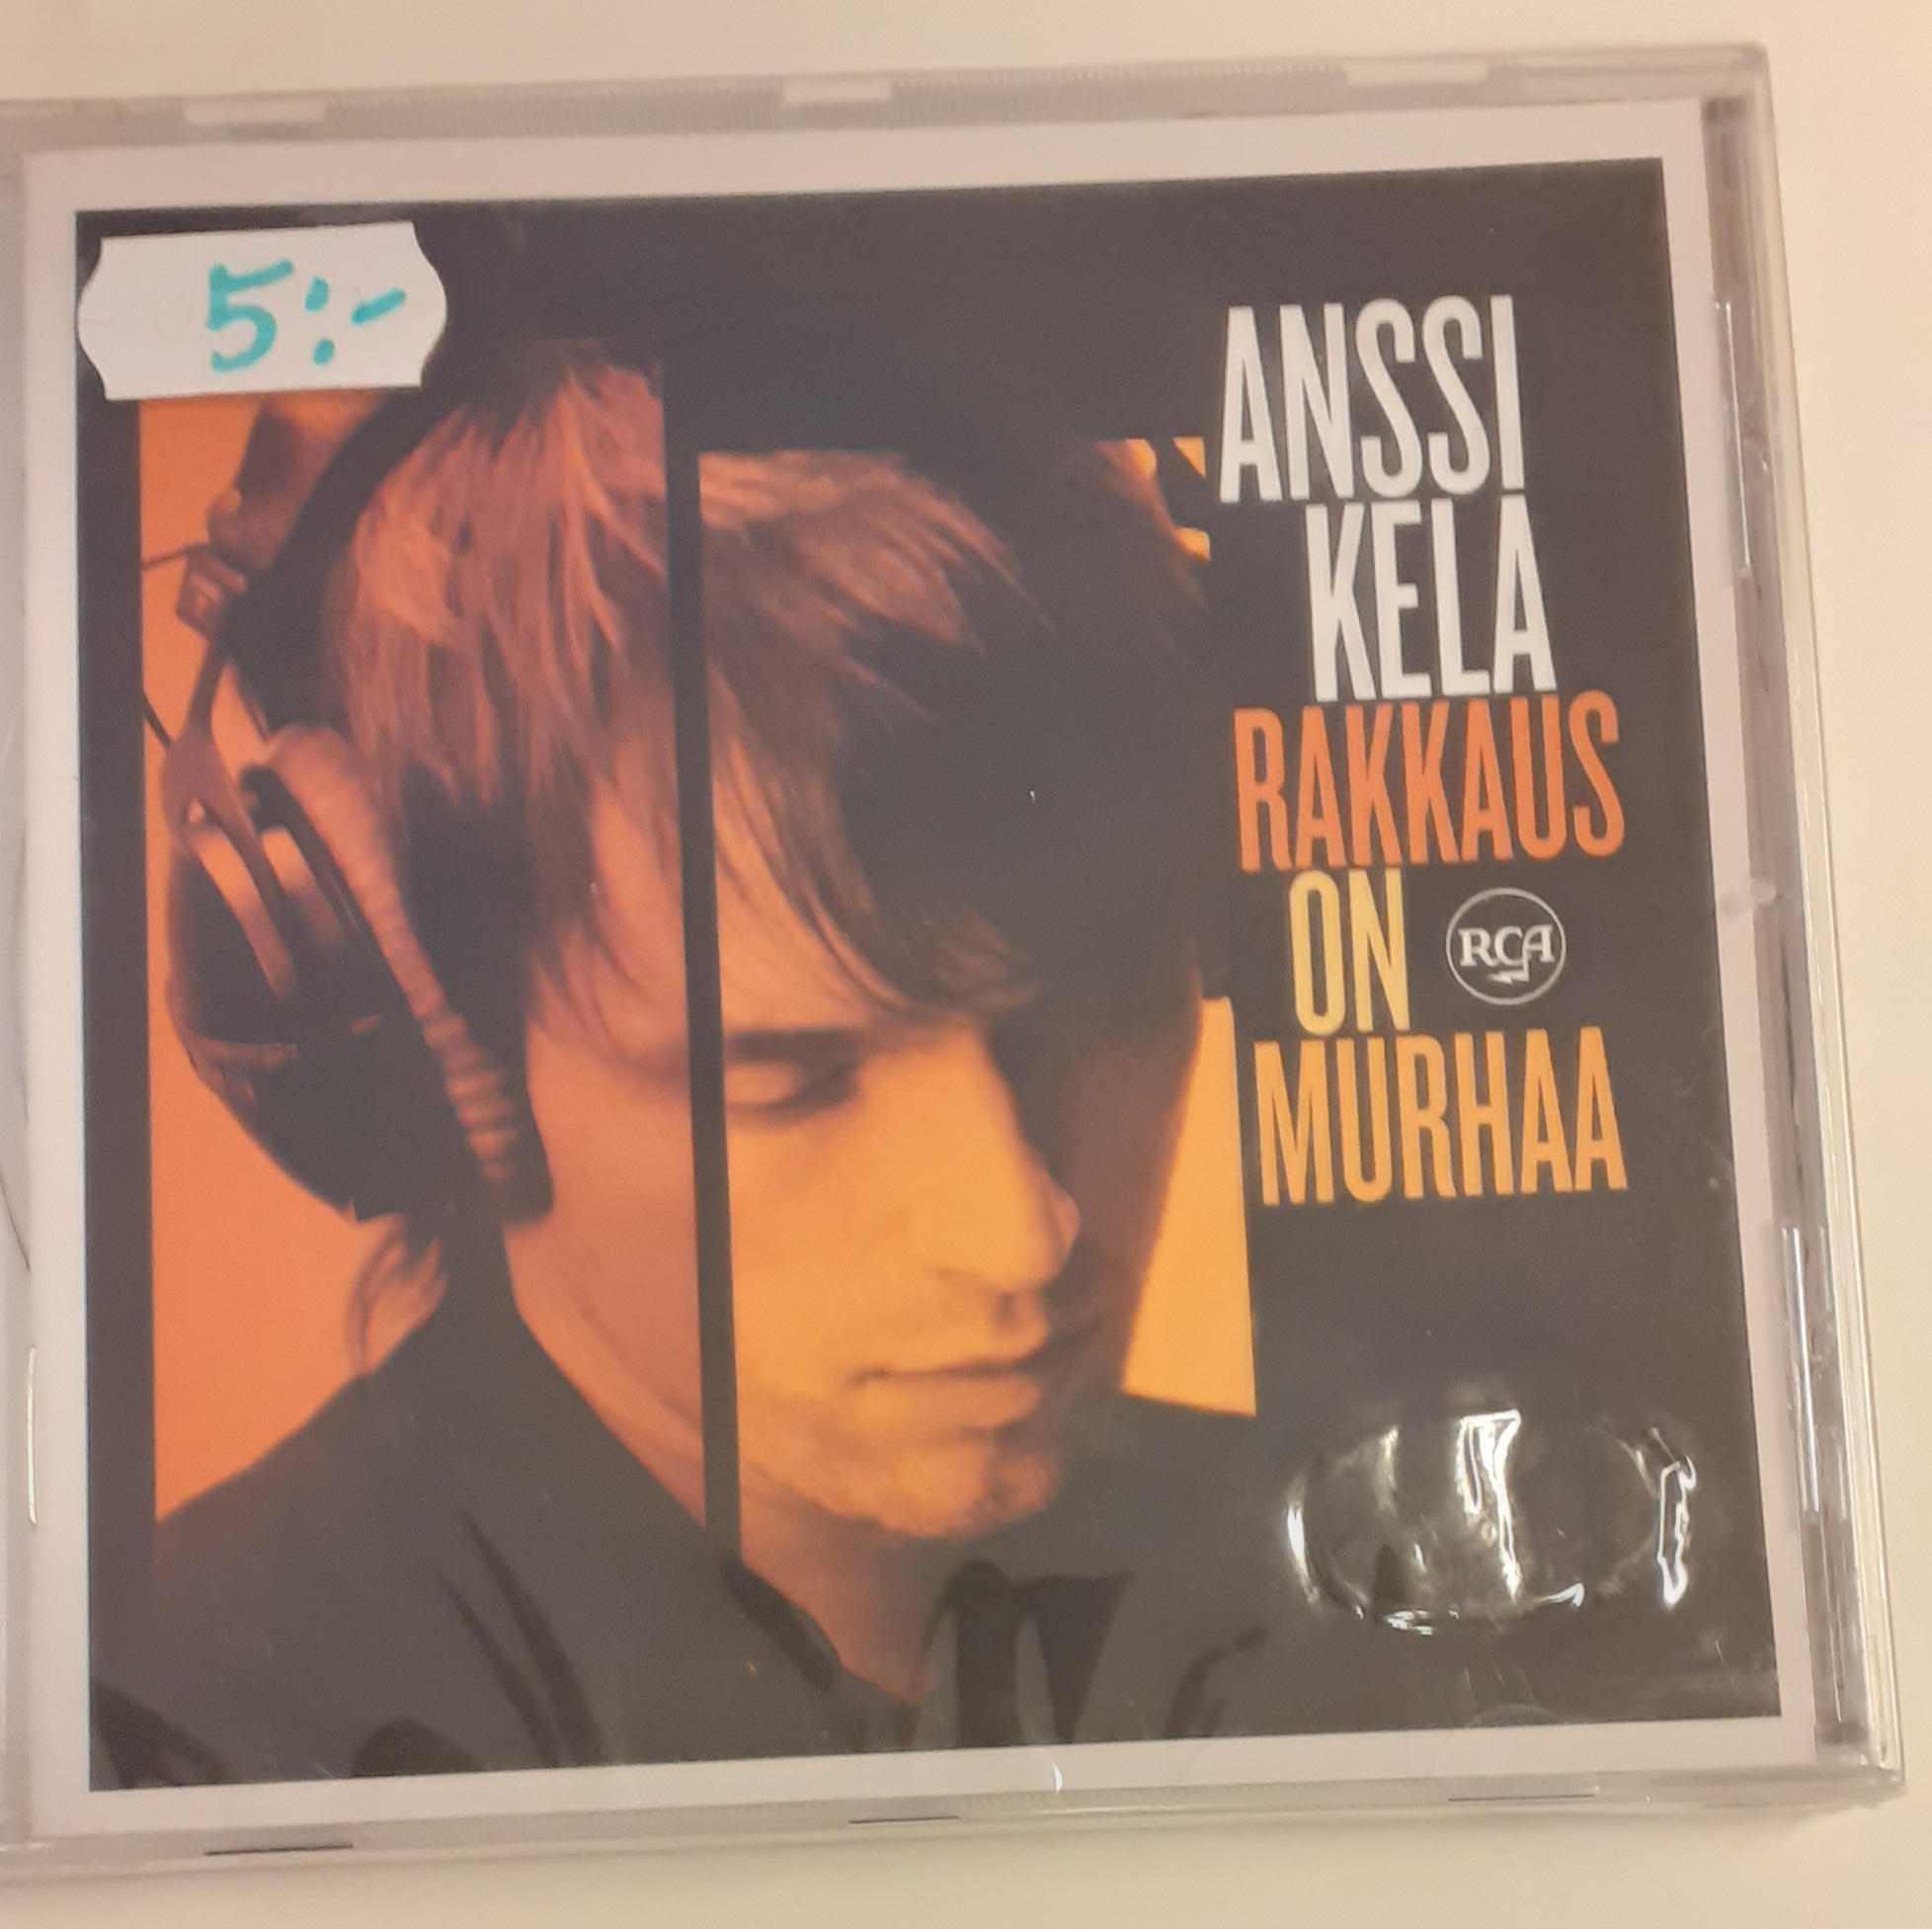 5:-
ANSSI
KELA
RAKKAUS
ON
RCA
MURHAA